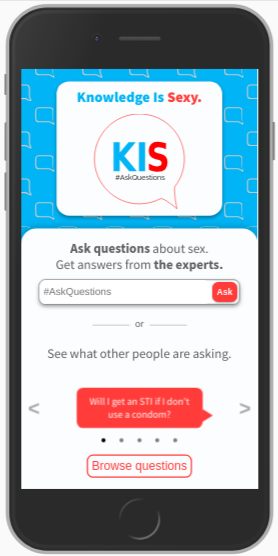 Knowledge Is Sexy.
KIS
#AskQuestions
Ask questions about sex.
Get answers from the experts.
#AskQuestions
Ask
or
See what other people are asking.
<
Will I get an STI if I don't
use a condom?
>
Browse questions